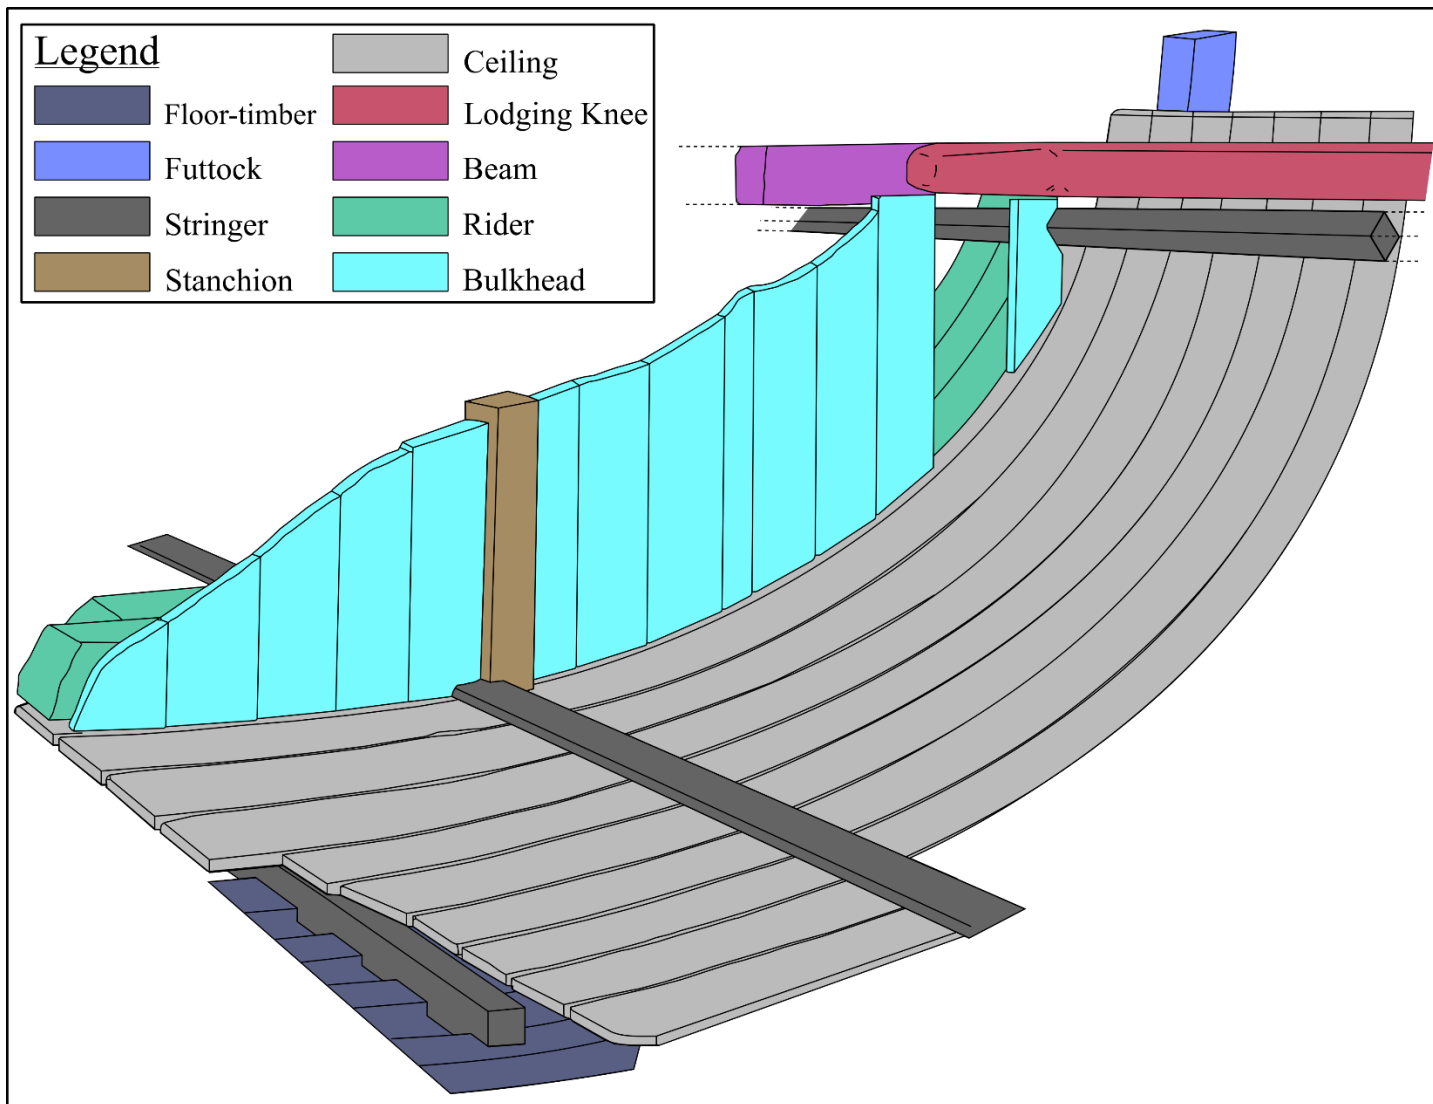 Legend
Floor-timber
Futtock
Stringer
Stanchion
Ceiling
Lodging Knee
Beam
Rider
Bulkhead